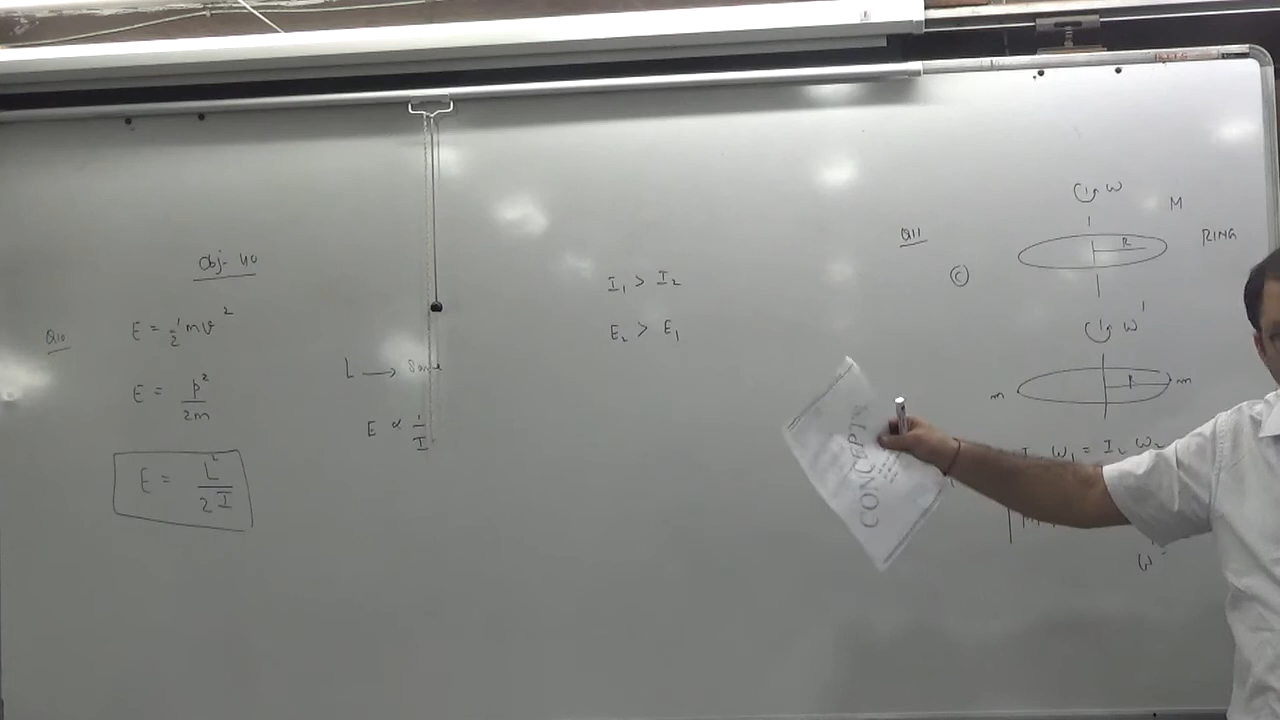 Obj- 40
Q10
E = 1/2 mv²
E = p²/2m
E = L²/2I
L → Same
E ∝ 1/I
I₁ > I₂
E₂ > E₁
Q11
©
ω
M
R
RING
ω'
m
R
m
I₁ ω₁ = I₂ ω₂
ω'
CONCEPTS